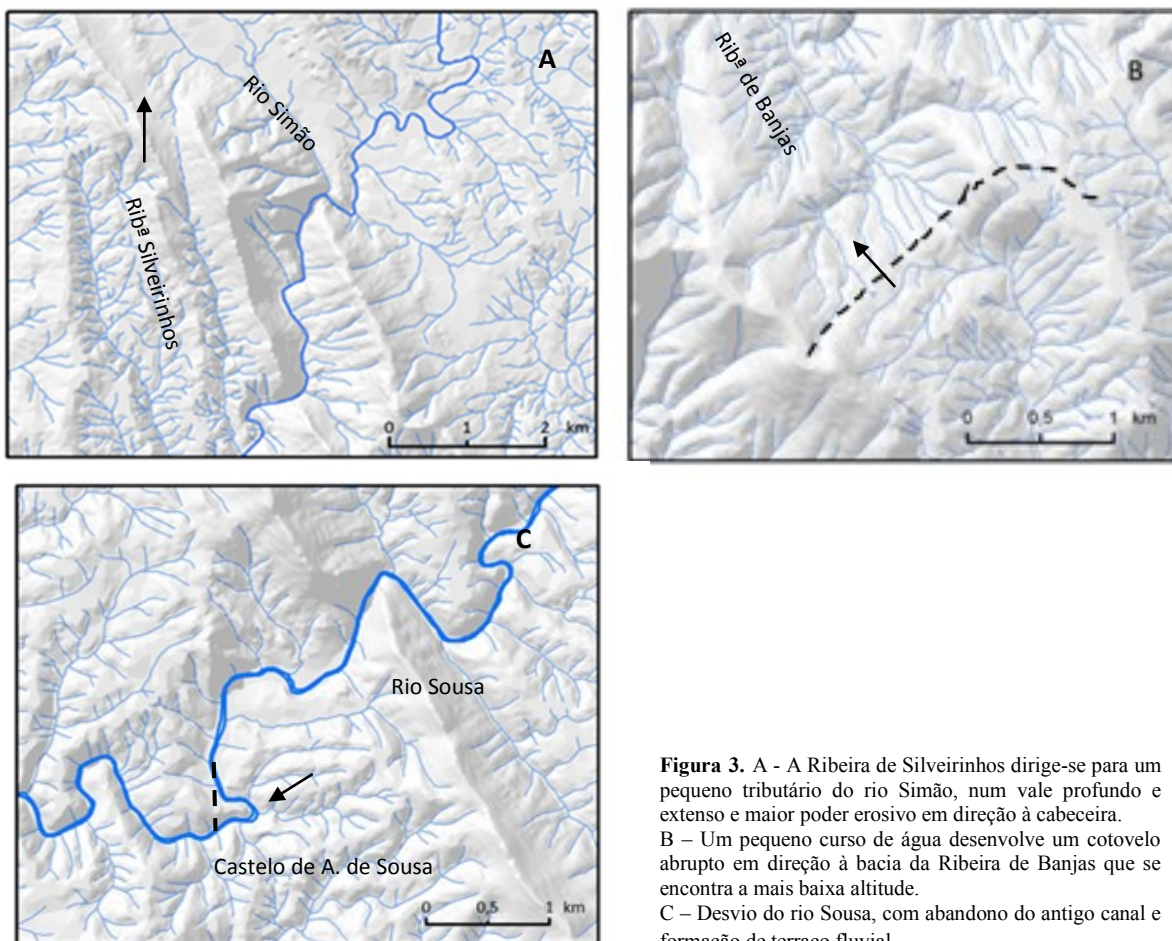 A
Rio Simão
Ribª Silveirinhos
0 1 2 km
B
Ribª de Banjas
0 0,5 1 km
C
Rio Sousa
Castelo de A. de Sousa
0 0,5 1 km
Figura 3. A - A Ribeira de Silveirinhos dirige-se para um
pequeno tributário do rio Simão, num vale profundo e
extenso e maior poder erosivo em direção à cabeceira.
B – Um pequeno curso de água desenvolve um cotovelo
abrupto em direção à bacia da Ribeira de Banjas que se
encontra a mais baixa altitude.
C – Desvio do rio Sousa, com abandono do antigo canal e
formação de terraço fluvial